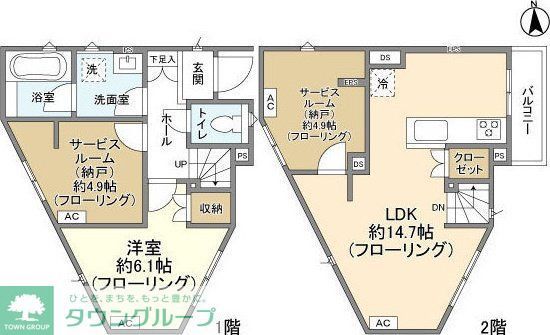 N
浴室
洗
洗面室
PS
下足入
玄関
トイレ
ホール
サービス
ルーム
(納戸)
約4.9帖
(フローリング)
AC
UP
PS
収納
洋室
約6.1帖
(フローリング)
AC
1階
サービス
ルーム
(納戸)
約4.9帖
(フローリング)
AC
EPS
DS
DS
冷
EPS
バルコニー
クロー
ゼット
PS
DN
LDK
約14.7帖
(フローリング)
AC
2階
TOWN GROUP
ひとを、まちを、もっと豊かに。
タウングループ